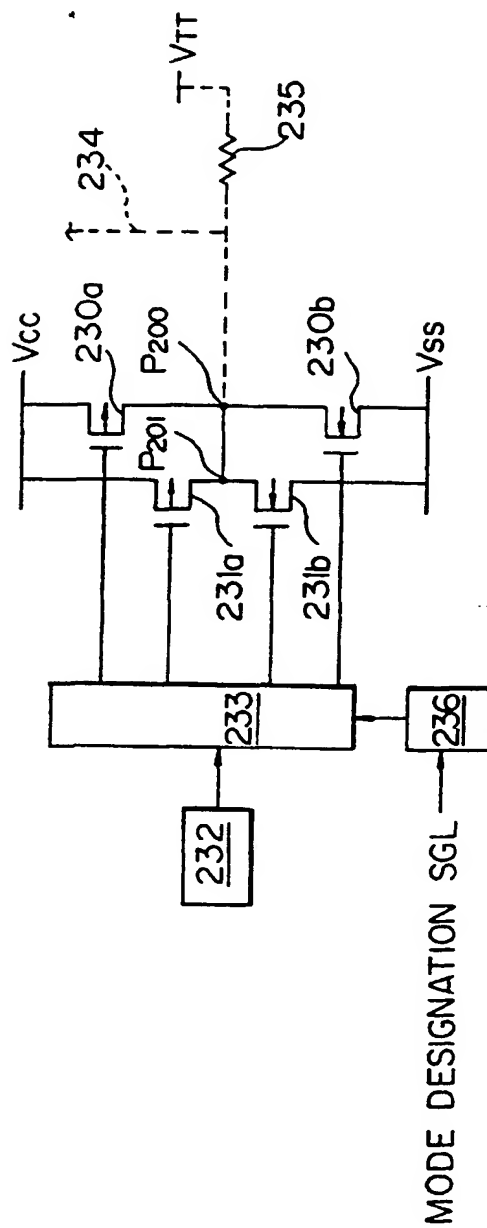 234
VTT
Vcc
230a
P200
235
P201
231a
231b
230b
Vss
233
232
236
MODE DESIGNATION SGL